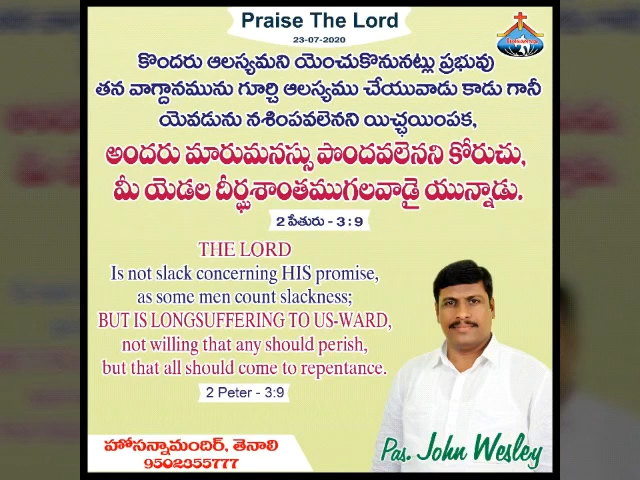 Praise The Lord
23-07-2020
కొందరు ఆలస్యమని యెంచుకొనునట్లు ప్రభువు
తన వాగ్దానమును గూర్చి ఆలస్యము చేయువాడు కాడు గానీ
యెవడును నశింపవలెనని యిచ్ఛయింపక,
అందరు మారుమనస్సు పొందవలెనని కోరుచు,
మీ యెడల దీర్ఘశాంతముగలవాడై యున్నాడు.
2 పేతురు - 3 : 9
THE LORD
Is not slack concerning HIS promise,
as some men count slackness;
BUT IS LONGSUFFERING TO US-WARD,
not willing that any should perish,
but that all should come to repentance.
2 Peter - 3:9
హోసన్నామందిర్, తెనాలి
9502355777
Pas. John Wesley